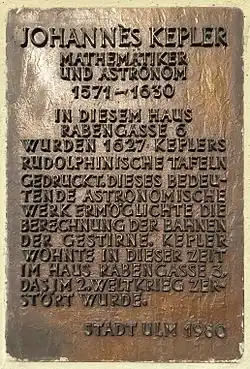 JOHANNES KEPLER
MATHEMATIKER
UND ASTRONOM
1571–1630
IN DIESEM HAUS
RABENGASSE 6
WURDEN 1627 KEPLERS
RUDOLPHINISCHE TAFELN
GEDRUCKT. DIESES BEDEU-
TENDE ASTRONOMISCHE
WERK ERMÖGLICHTE DIE
BERECHNUNG DER BAHNEN
DER GESTIRNE. KEPLER
WOHNTE IN DIESER ZEIT
IM HAUS RABENGASSE 3,
DAS IM 2. WELTKRIEG ZER-
STÖRT WURDE.
STADT ULM 1980